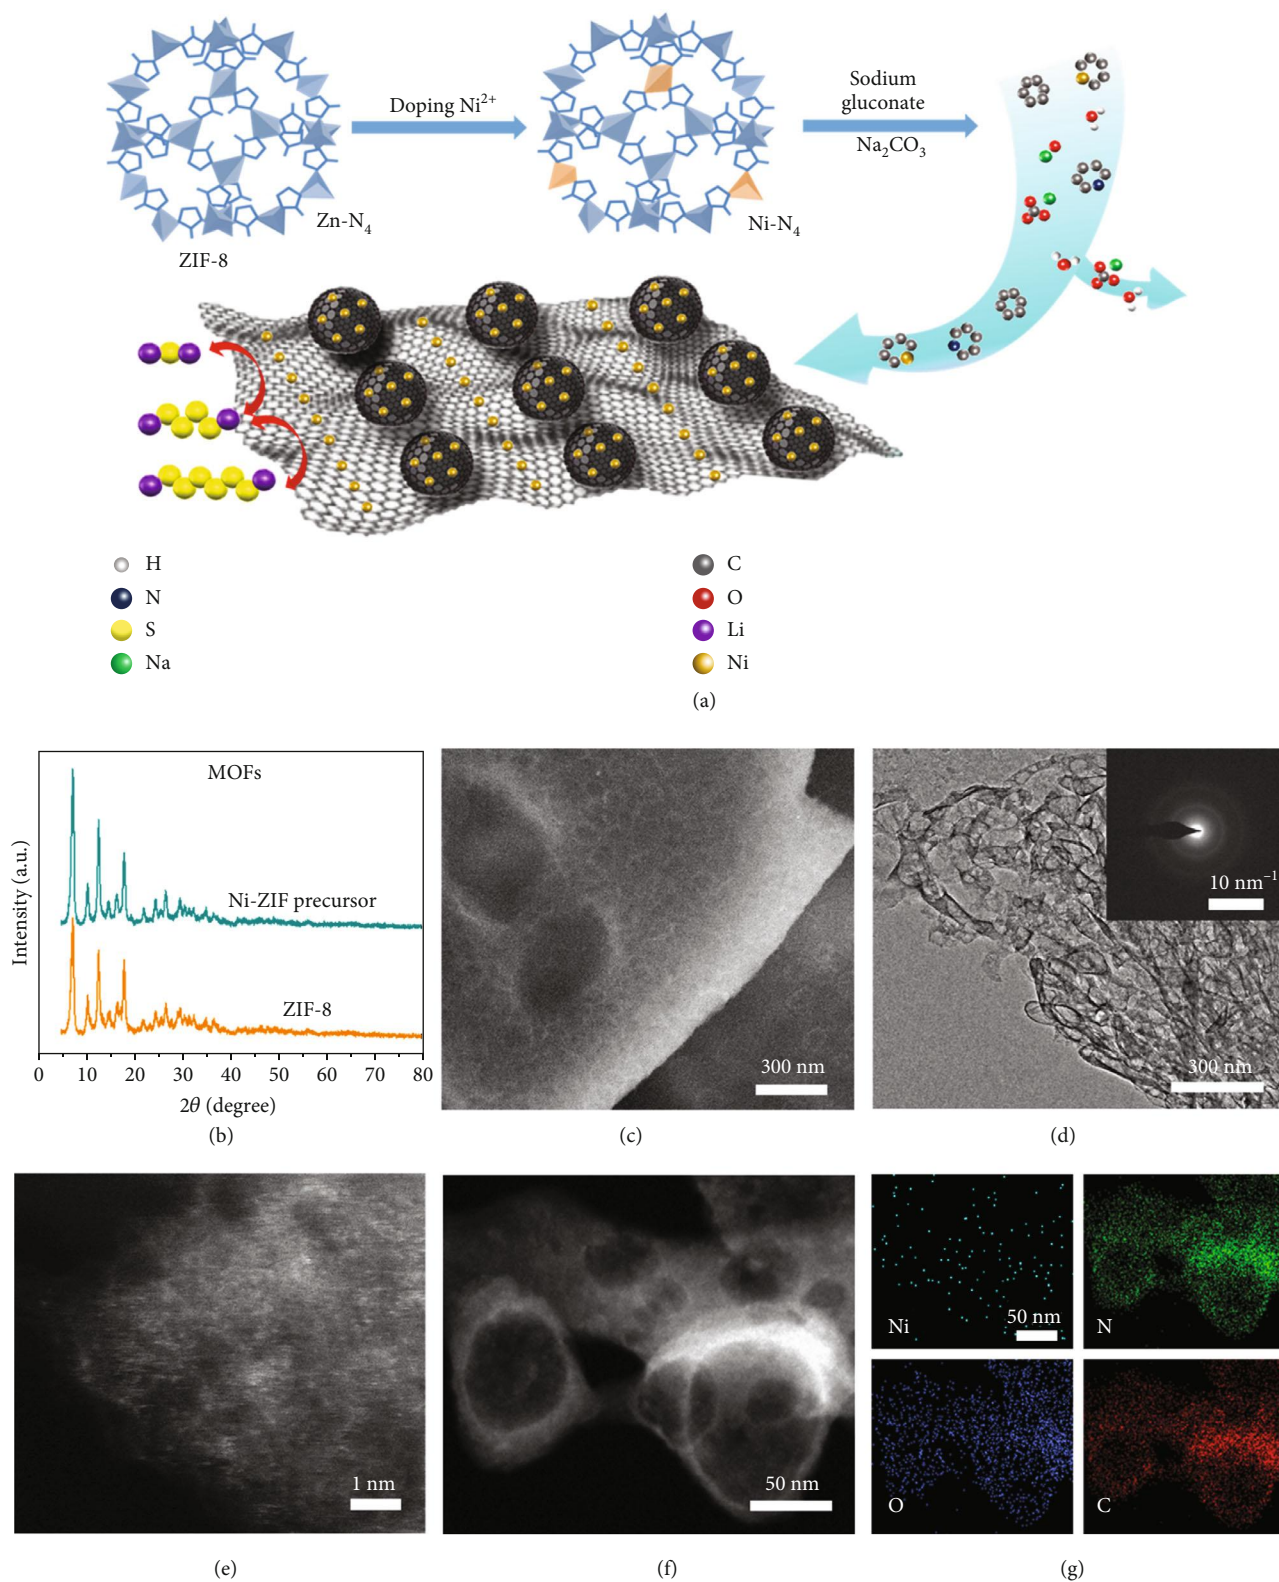 Doping Ni²⁺
Sodium
gluconate
Na₂CO₃
Zn-N₄
Ni-N₄
ZIF-8
H
N
S
Na
C
O
Li
Ni
(a)
MOFs
Ni-ZIF precursor
ZIF-8
Intensity (a.u.)
0 10 20 30 40 50 60 70 80
2θ (degree)
(b)
300 nm
(c)
10 nm⁻¹
300 nm
(d)
1 nm
(e)
50 nm
(f)
Ni
50 nm
N
O
C
(g)